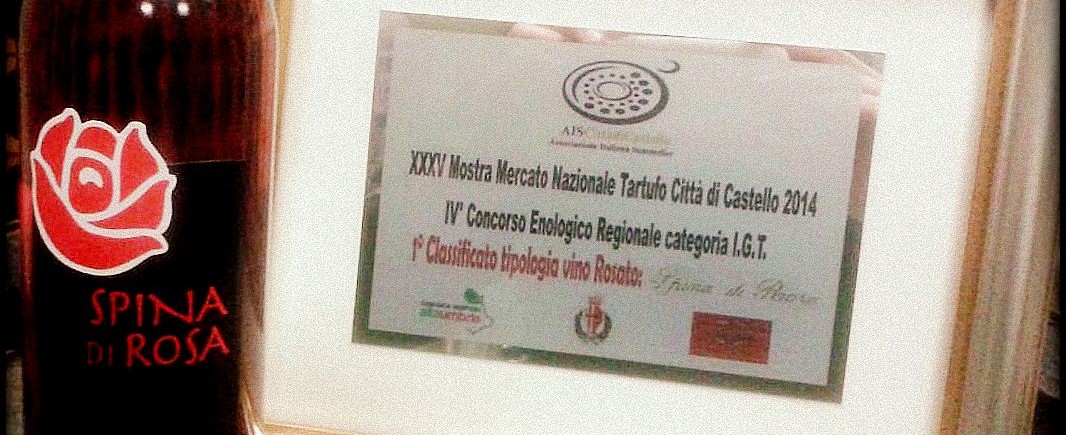 SPINA
DI ROSA
AIS
Associazione Italiana Sommelier
XXXV Mostra Mercato Nazionale Tartufo Città di Castello 2014
IV° Concorso Enologico Regionale categoria I.G.T.
1° Classificato tipologia vino Rosato: Spina di Rosa